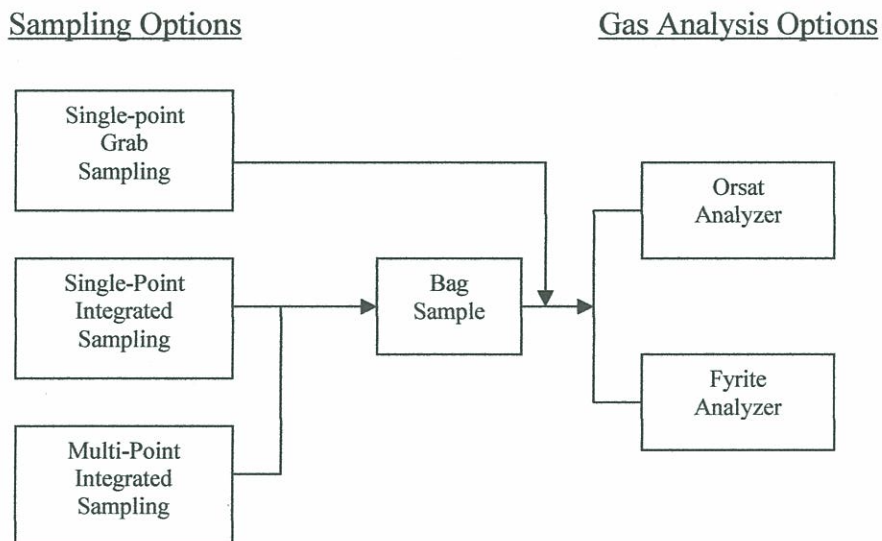 Sampling Options
Gas Analysis Options
Single-point
Grab
Sampling
Orsat
Analyzer
Single-Point
Integrated
Sampling
Bag
Sample
Fyrite
Analyzer
Multi-Point
Integrated
Sampling